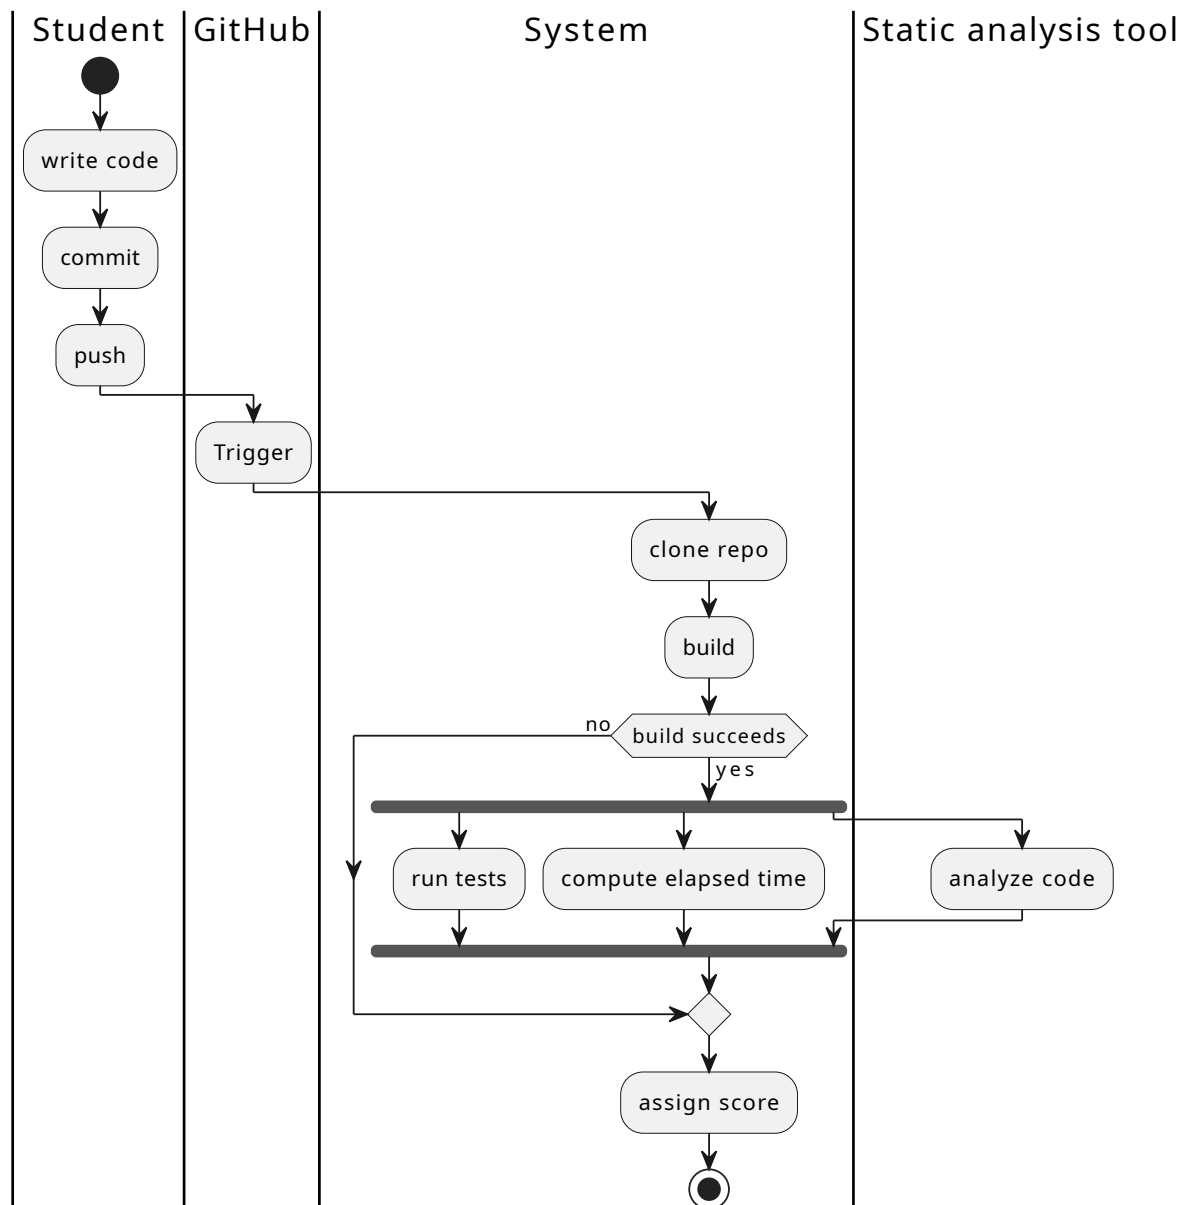 Student
GitHub
System
Static analysis tool
write code
commit
push
Trigger
clone repo
build
no
build succeeds
yes
run tests
compute elapsed time
analyze code
assign score